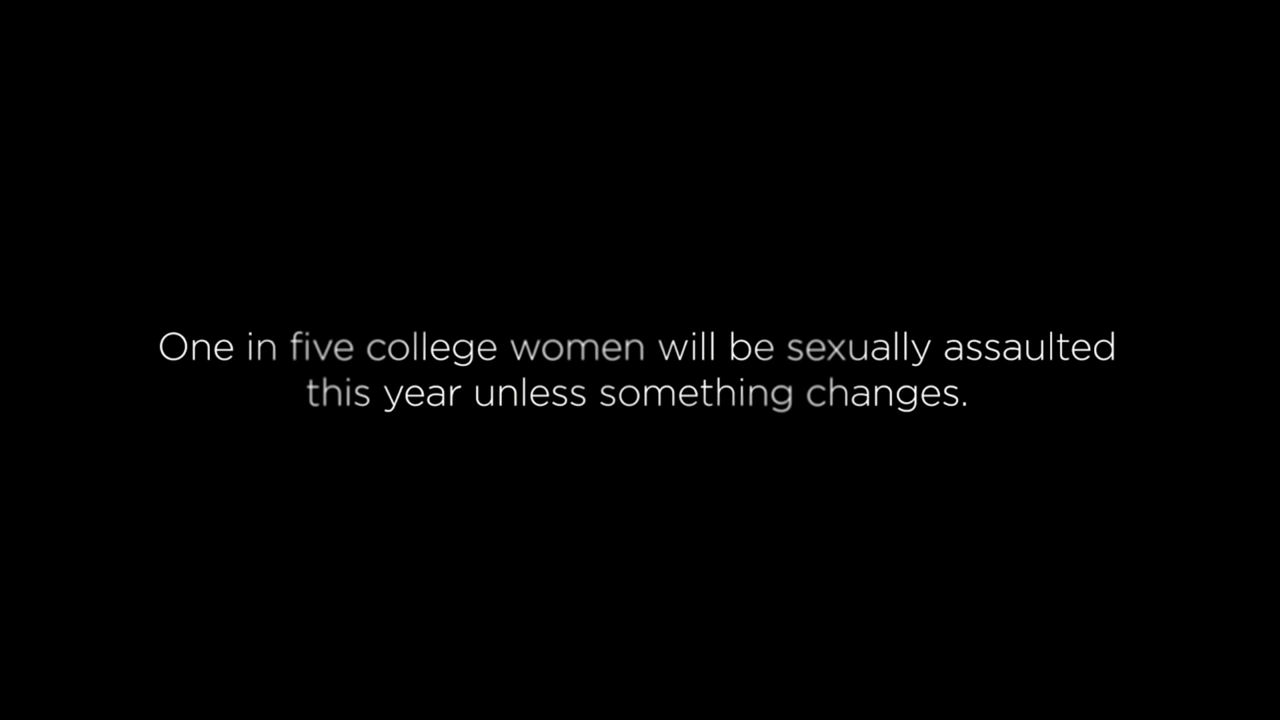 One in five college women will be sexually assaulted
this year unless something changes.